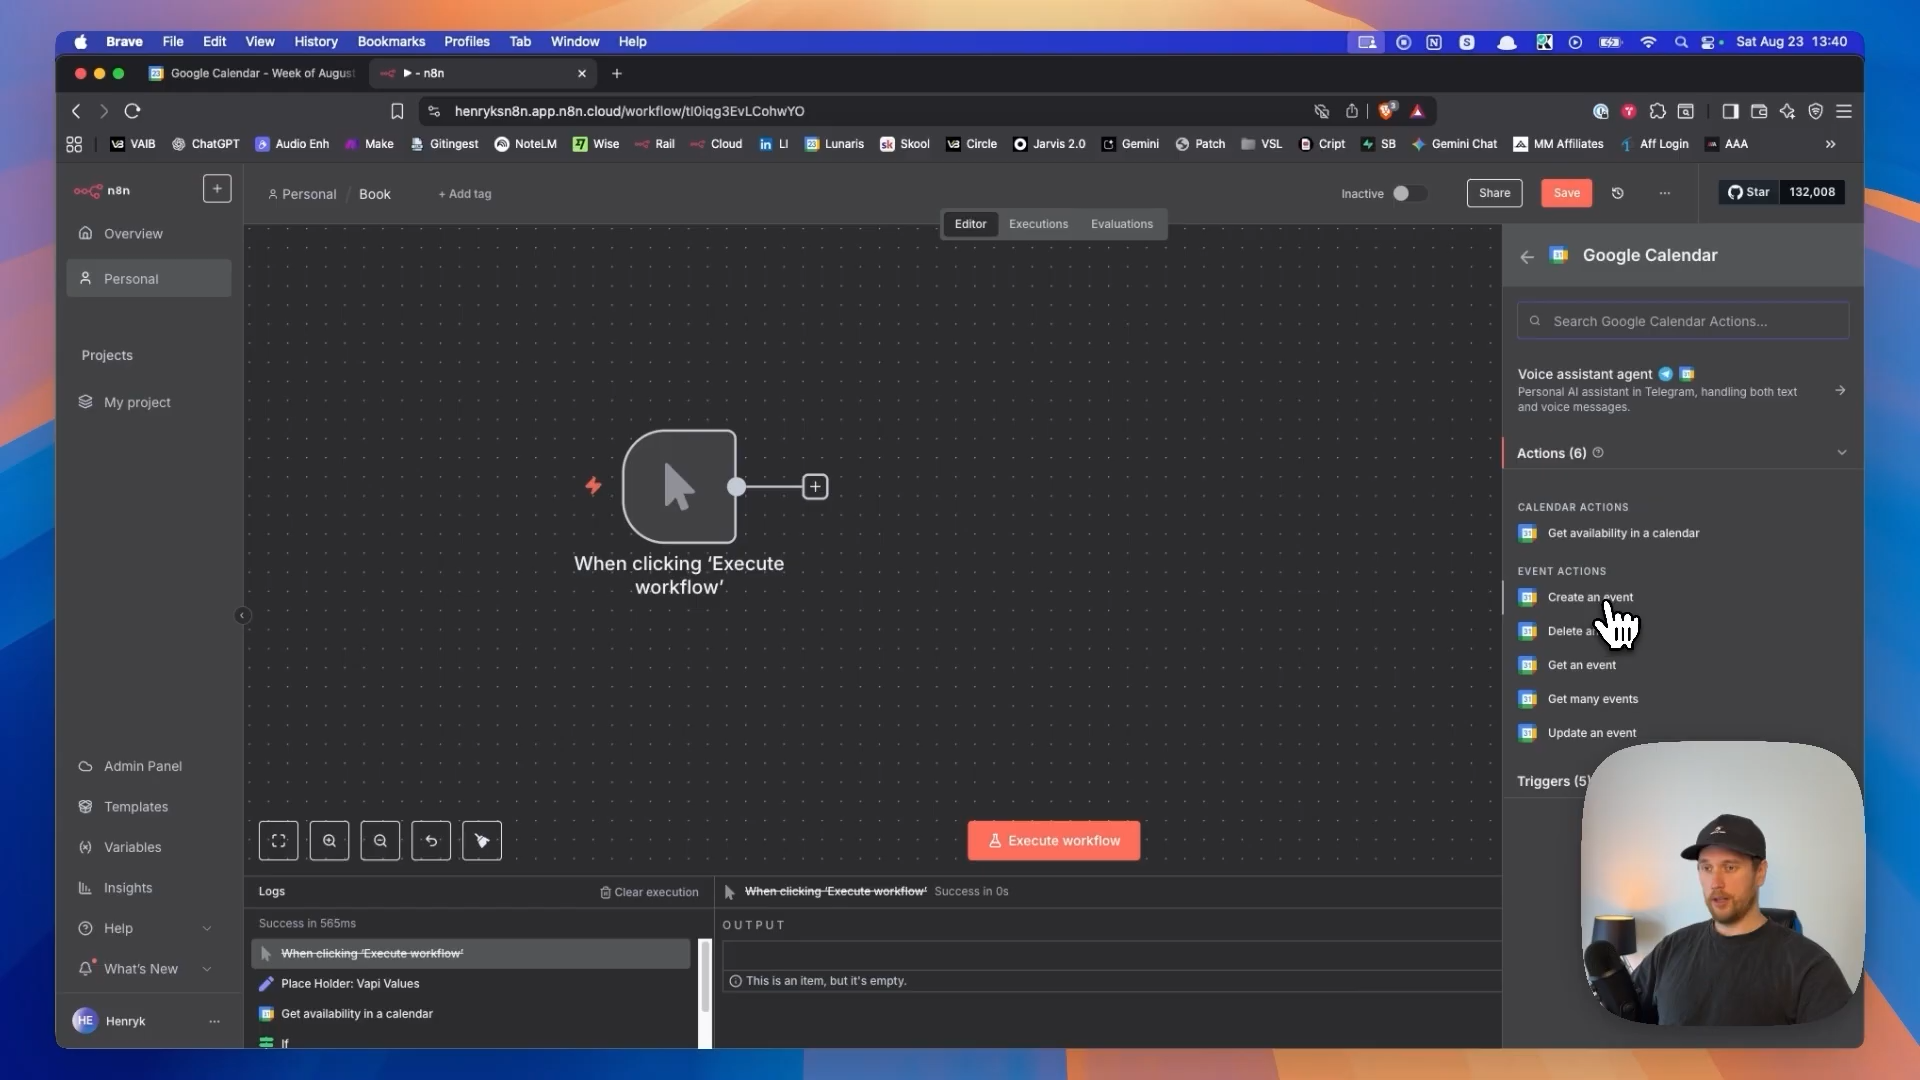 Brave File Edit View History Bookmarks Profiles Tab Window Help
Sat Aug 23 13:40
Google Calendar - Week of August
▶ - n8n
henryksn8n.app.n8n.cloud/workflow/tI0iqg3EvLCohwYO
3
VAIB ChatGPT Audio Enh Make Gitingest NoteLM Wise Rail Cloud LI Lunaris Skool Circle Jarvis 2.0 Gemini Patch VSL Cript SB Gemini Chat MM Affiliates Aff Login AAA
n8n
Personal / Book + Add tag
Inactive
Share
Save
Star 132,008
Editor Executions Evaluations
Overview
Personal
Projects
My project
Admin Panel
Templates
Variables
Insights
Help
What's New
HE Henryk
When clicking ‘Execute
workflow’
Execute workflow
Logs
Clear execution
Success in 565ms
When clicking ‘Execute workflow’
Place Holder: Vapi Values
Get availability in a calendar
If
When clicking ‘Execute workflow’ Success in 0s
OUTPUT
This is an item, but it's empty.
Google Calendar
Search Google Calendar Actions...
Voice assistant agent
Personal AI assistant in Telegram, handling both text
and voice messages.
Actions (6)
CALENDAR ACTIONS
Get availability in a calendar
EVENT ACTIONS
Create an event
Delete an
Get an event
Get many events
Update an event
Triggers (5)